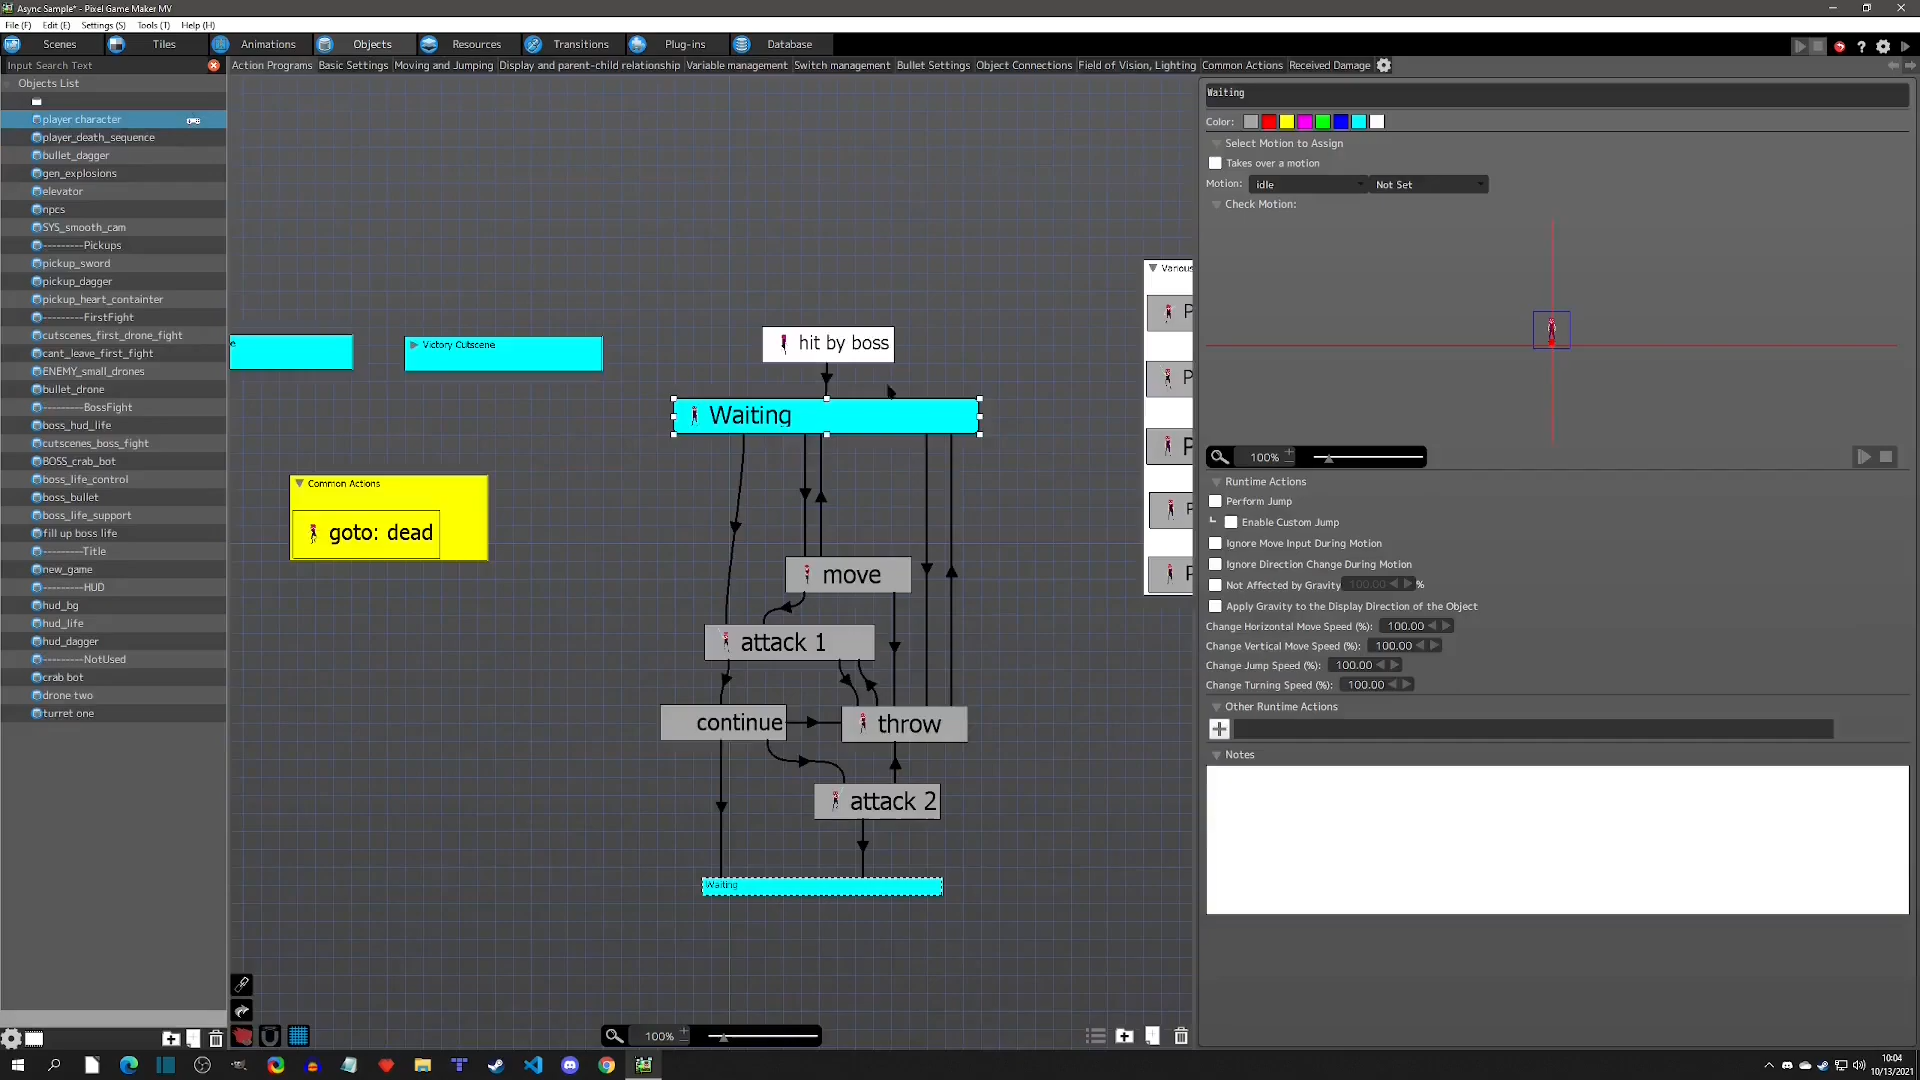 Async Sample* - Pixel Game Maker MV
File (F) Edit (E) Settings (S) Tools (T) Help (H)
Scenes Tiles Animations Objects Resources Transitions Plug-ins Database
Input Search Text
Action Programs Basic Settings Moving and Jumping Display and parent-child relationship Variable management Switch management Bullet Settings Object Connections Field of Vision, Lighting Common Actions Received Damage
Objects List
player character
player_death_sequence
bullet_dagger
gen_explosions
elevator
npcs
SYS_smooth_cam
---------Pickups
pickup_sword
pickup_dagger
pickup_heart_containter
---------FirstFight
cutscenes_first_drone_fight
cant_leave_first_fight
ENEMY_small_drones
bullet_drone
---------BossFight
boss_hud_life
cutscenes_boss_fight
BOSS_crab_bot
boss_life_control
boss_bullet
boss_life_support
fill up boss life
---------Title
new_game
---------HUD
hud_bg
hud_life
hud_dagger
---------NotUsed
crab bot
drone two
turret one
e
Victory Cutscene
Common Actions
goto: dead
hit by boss
Waiting
move
attack 1
continue
throw
attack 2
Waiting
Various
P
P
P
P
P
100%
Waiting
Color:
Select Motion to Assign
Takes over a motion
Motion: idle Not Set
Check Motion:
100%
Runtime Actions
Perform Jump
Enable Custom Jump
Ignore Move Input During Motion
Ignore Direction Change During Motion
Not Affected by Gravity 100.00 %
Apply Gravity to the Display Direction of the Object
Change Horizontal Move Speed (%): 100.00
Change Vertical Move Speed (%): 100.00
Change Jump Speed (%): 100.00
Change Turning Speed (%): 100.00
Other Runtime Actions
Notes
10:04
10/13/2021